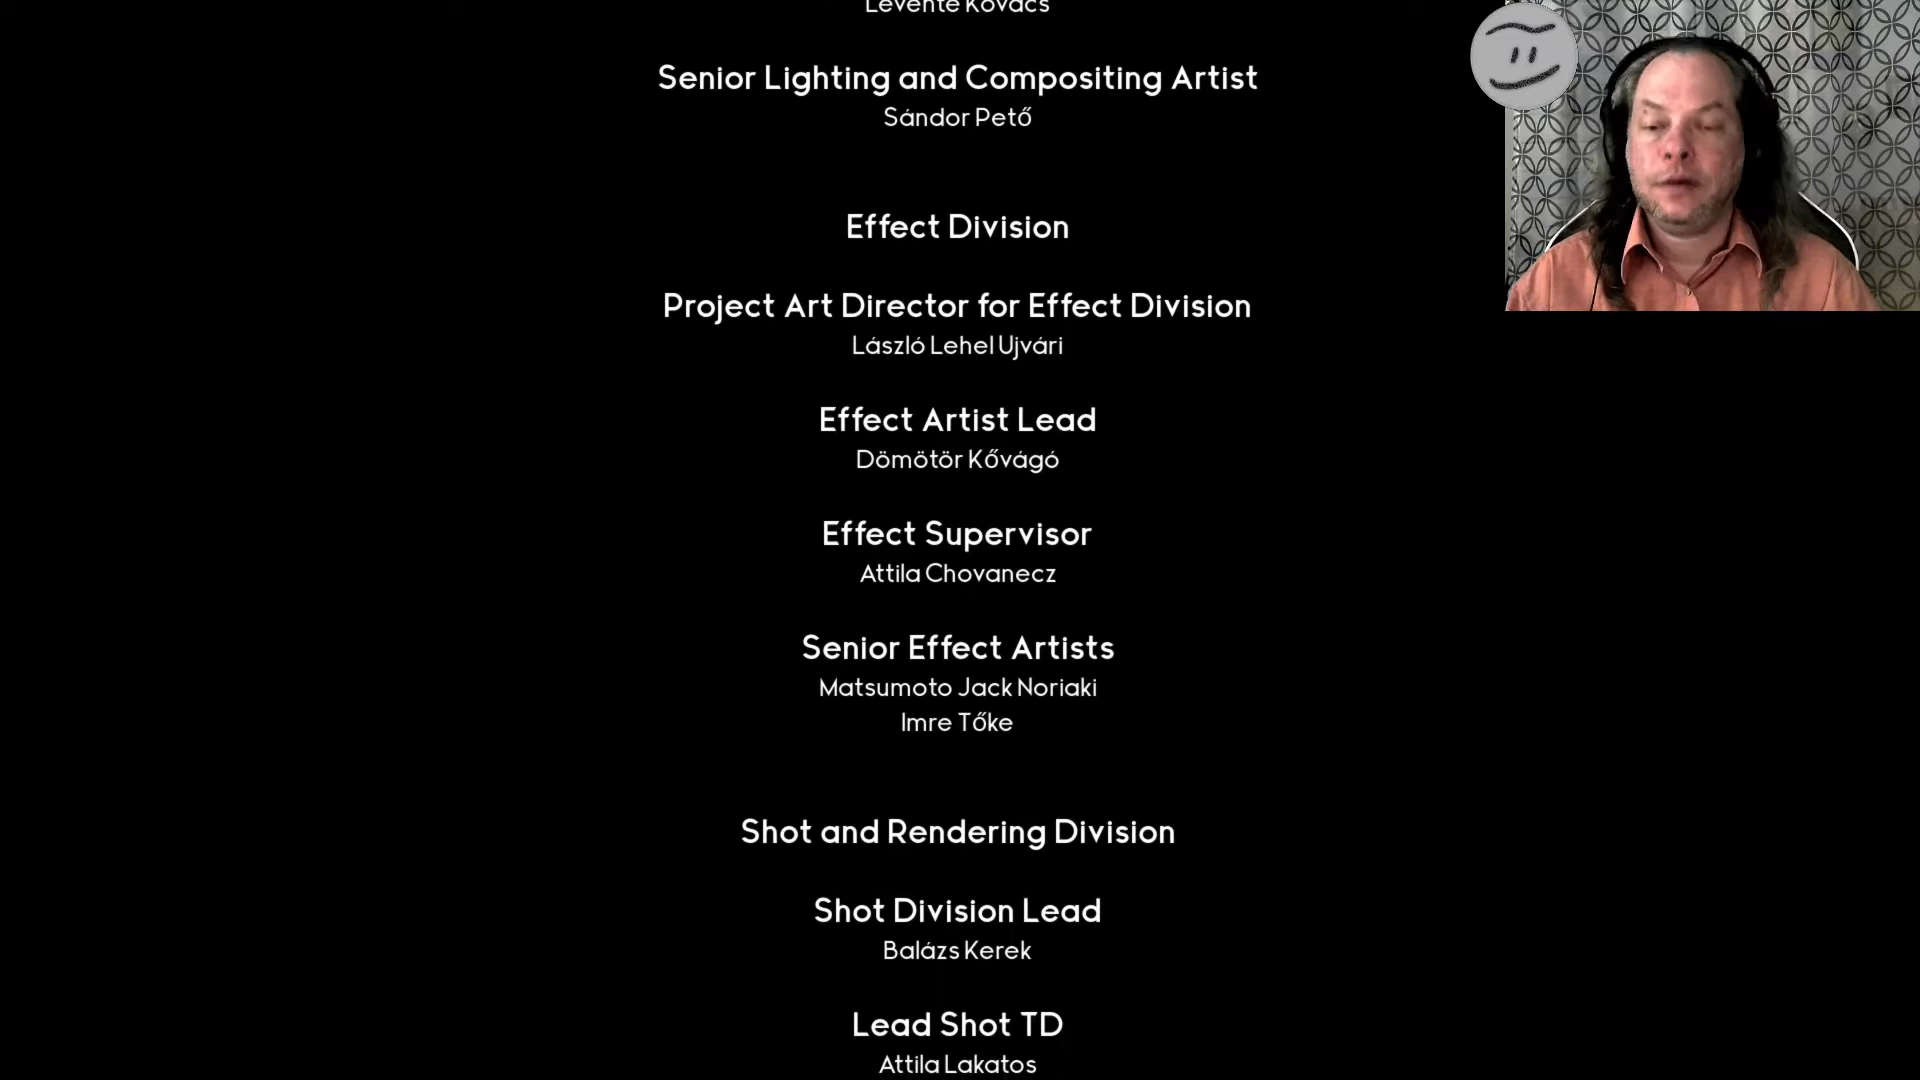 Levente Kovács
Senior Lighting and Compositing Artist
Sándor Pető
Effect Division
Project Art Director for Effect Division
László Lehel Ujvári
Effect Artist Lead
Dömötör Kővágó
Effect Supervisor
Attila Chovanecz
Senior Effect Artists
Matsumoto Jack Noriaki
Imre Tőke
Shot and Rendering Division
Shot Division Lead
Balázs Kerek
Lead Shot TD
Attila Lakatos